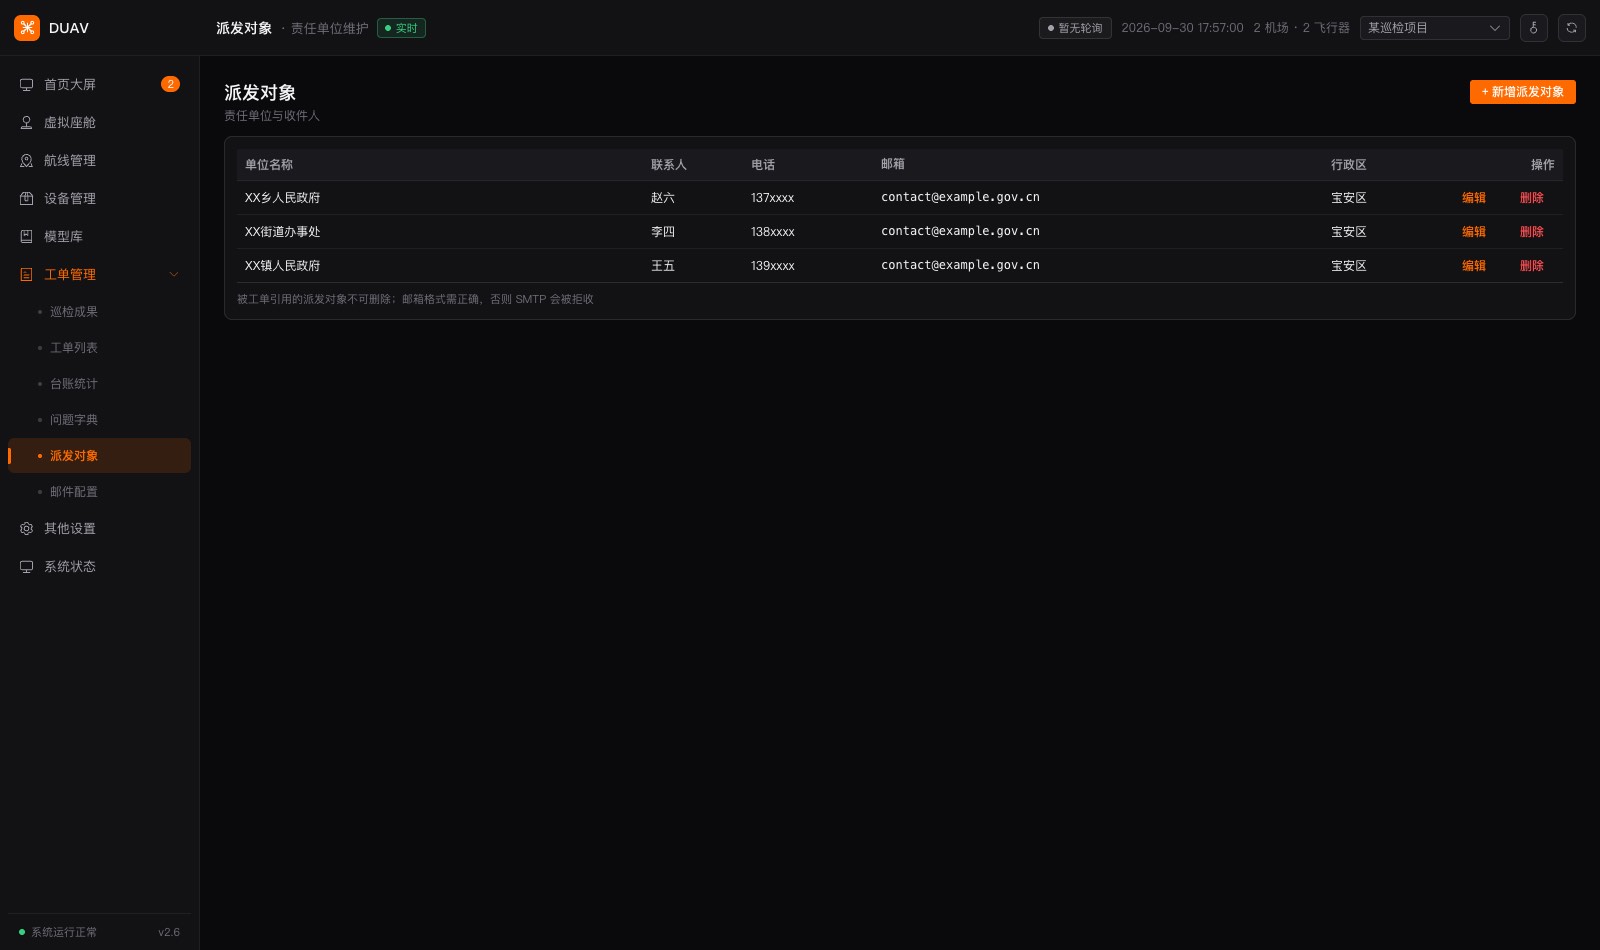 DUAV
派发对象 · 责任单位维护 实时
暂无轮询 2026-09-30 17:57:00 2 机场 · 2 飞行器 某巡检项目
首页大屏 2
虚拟座舱
航线管理
设备管理
模型库
工单管理
巡检成果
工单列表
台账统计
问题字典
派发对象
邮件配置
其他设置
系统状态
系统运行正常 v2.6
派发对象
责任单位与收件人
+ 新增派发对象
单位名称 联系人 电话 邮箱 行政区 操作
XX乡人民政府 赵六 137xxxx contact@example.gov.cn 宝安区 编辑 删除
XX街道办事处 李四 138xxxx contact@example.gov.cn 宝安区 编辑 删除
XX镇人民政府 王五 139xxxx contact@example.gov.cn 宝安区 编辑 删除
被工单引用的派发对象不可删除；邮箱格式需正确，否则 SMTP 会被拒收